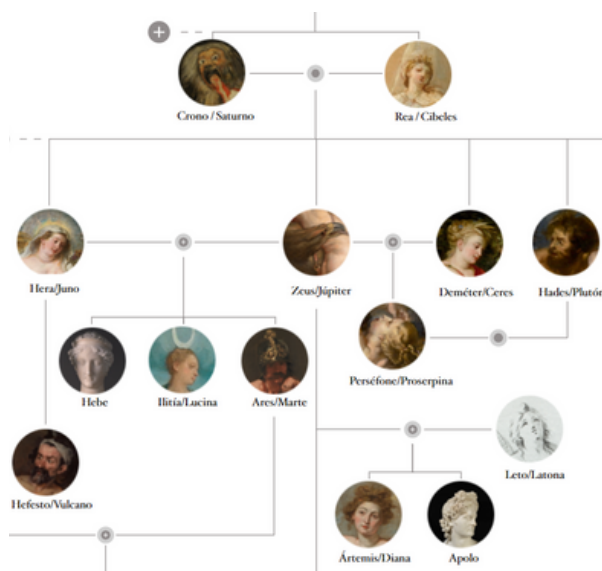 Crono / Saturno
Rea / Cibeles
Hera/Juno
Zeus/Júpiter
Deméter/Ceres
Hades/Plutón
Hebe
Ilitía/Lucina
Ares/Marte
Perséfone/Proserpina
Hefesto/Vulcano
Leto/Latona
Ártemis/Diana
Apolo